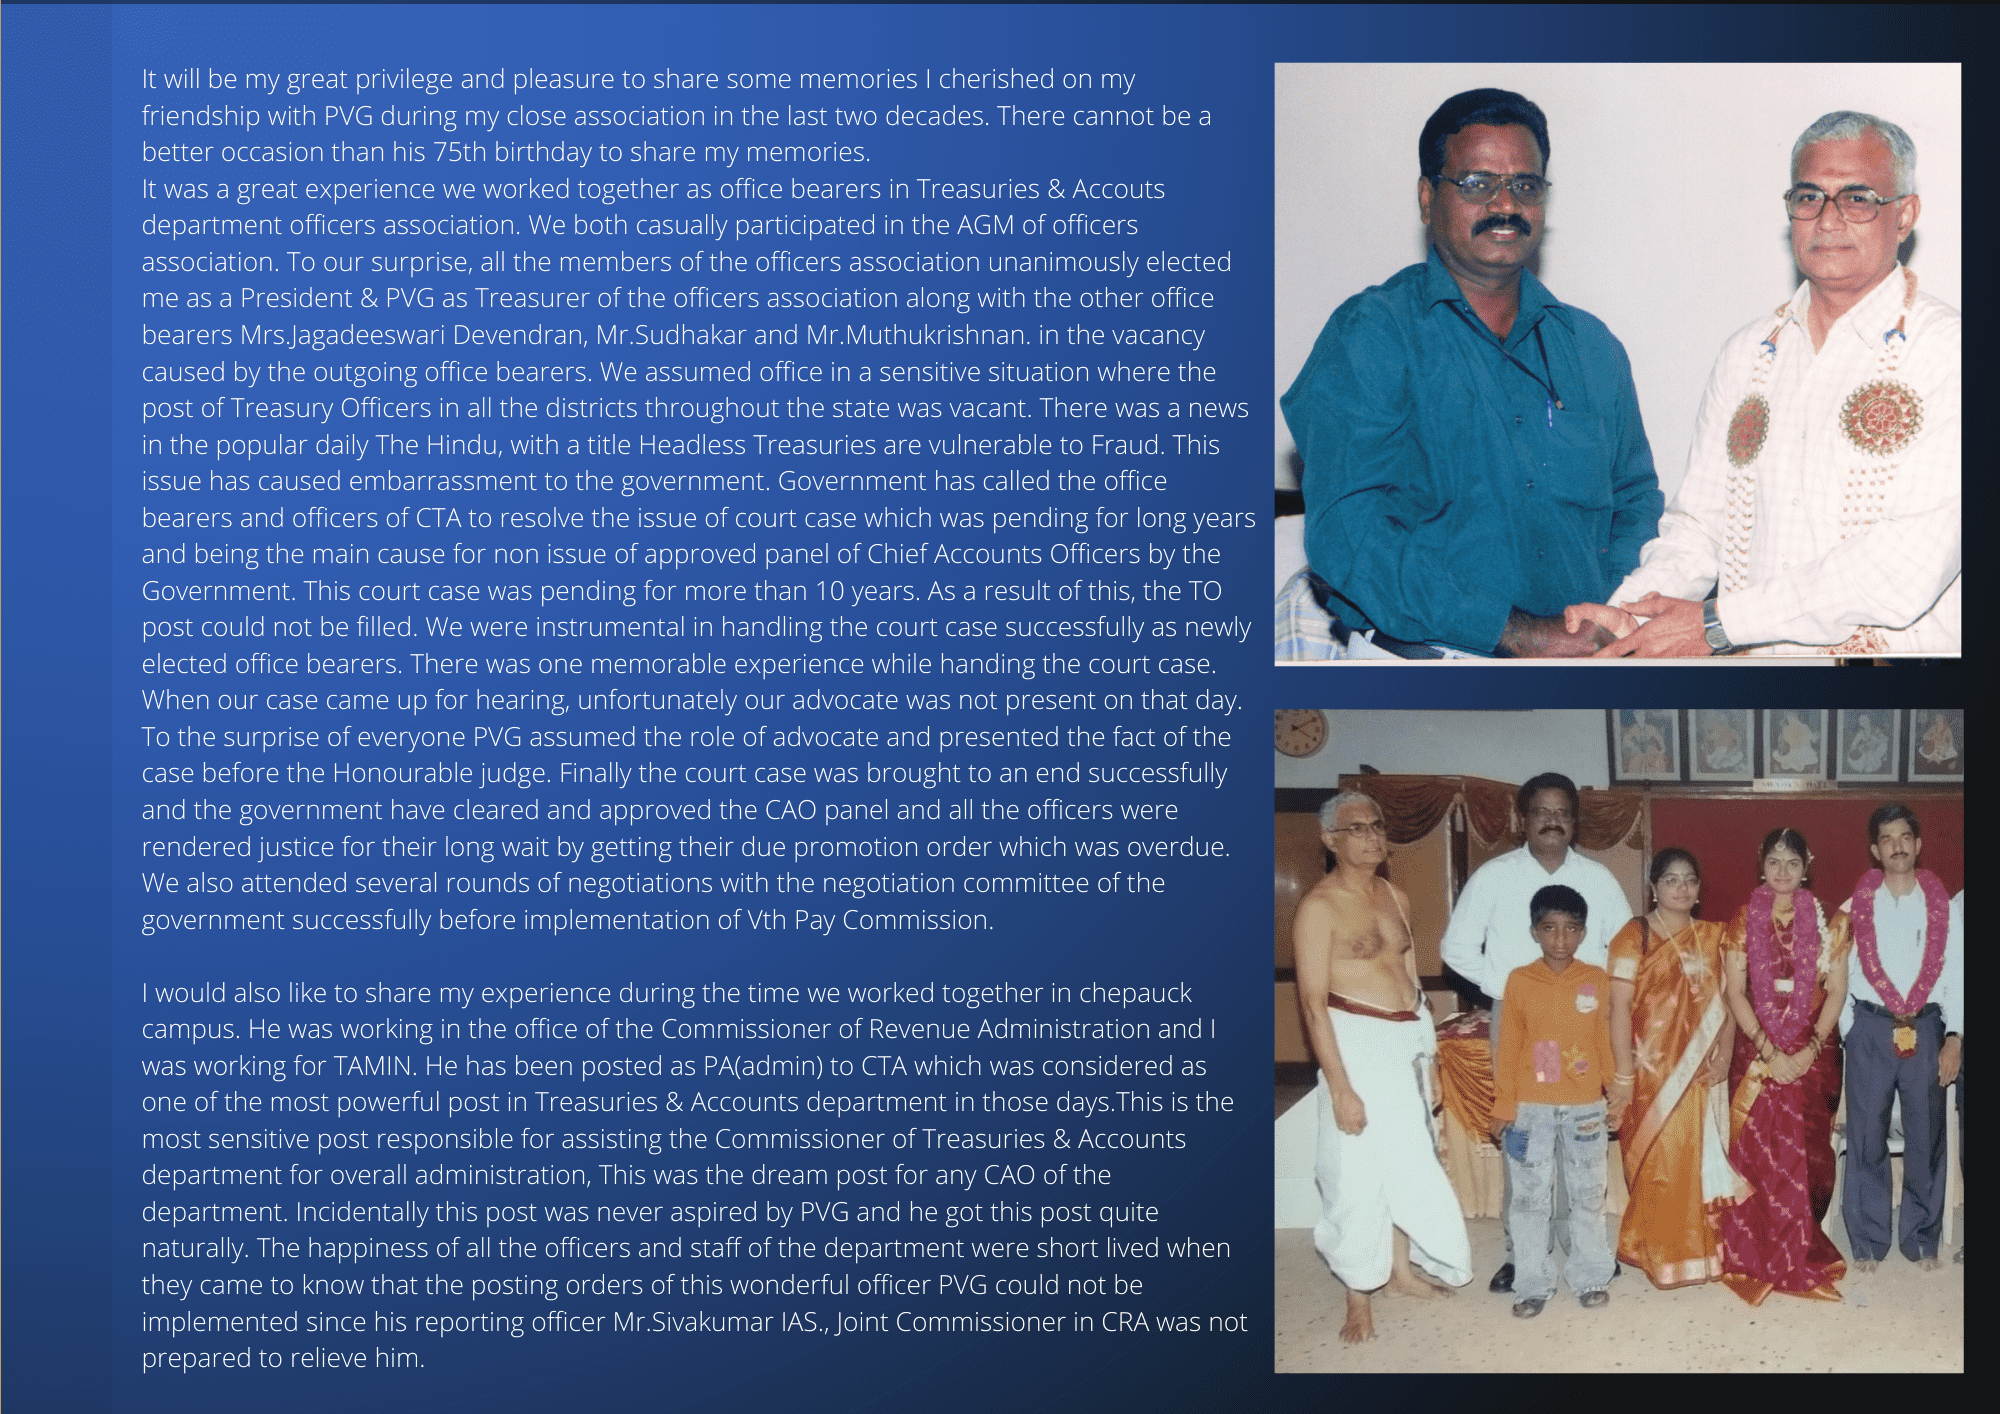 It will be my great privilege and pleasure to share some memories I cherished on my
friendship with PVG during my close association in the last two decades. There cannot be a
better occasion than his 75th birthday to share my memories.
It was a great experience we worked together as office bearers in Treasuries & Accouts
department officers association. We both casually participated in the AGM of officers
association. To our surprise, all the members of the officers association unanimously elected
me as a President & PVG as Treasurer of the officers association along with the other office
bearers Mrs.Jagadeeswari Devendran, Mr.Sudhakar and Mr.Muthukrishnan. in the vacancy
caused by the outgoing office bearers. We assumed office in a sensitive situation where the
post of Treasury Officers in all the districts throughout the state was vacant. There was a news
in the popular daily The Hindu, with a title Headless Treasuries are vulnerable to Fraud. This
issue has caused embarrassment to the government. Government has called the office
bearers and officers of CTA to resolve the issue of court case which was pending for long years
and being the main cause for non issue of approved panel of Chief Accounts Officers by the
Government. This court case was pending for more than 10 years. As a result of this, the TO
post could not be filled. We were instrumental in handling the court case successfully as newly
elected office bearers. There was one memorable experience while handing the court case.
When our case came up for hearing, unfortunately our advocate was not present on that day.
To the surprise of everyone PVG assumed the role of advocate and presented the fact of the
case before the Honourable judge. Finally the court case was brought to an end successfully
and the government have cleared and approved the CAO panel and all the officers were
rendered justice for their long wait by getting their due promotion order which was overdue.
We also attended several rounds of negotiations with the negotiation committee of the
government successfully before implementation of Vth Pay Commission.
I would also like to share my experience during the time we worked together in chepauck
campus. He was working in the office of the Commissioner of Revenue Administration and I
was working for TAMIN. He has been posted as PA(admin) to CTA which was considered as
one of the most powerful post in Treasuries & Accounts department in those days.This is the
most sensitive post responsible for assisting the Commissioner of Treasuries & Accounts
department for overall administration, This was the dream post for any CAO of the
department. Incidentally this post was never aspired by PVG and he got this post quite
naturally. The happiness of all the officers and staff of the department were short lived when
they came to know that the posting orders of this wonderful officer PVG could not be
implemented since his reporting officer Mr.Sivakumar IAS., Joint Commissioner in CRA was not
prepared to relieve him.